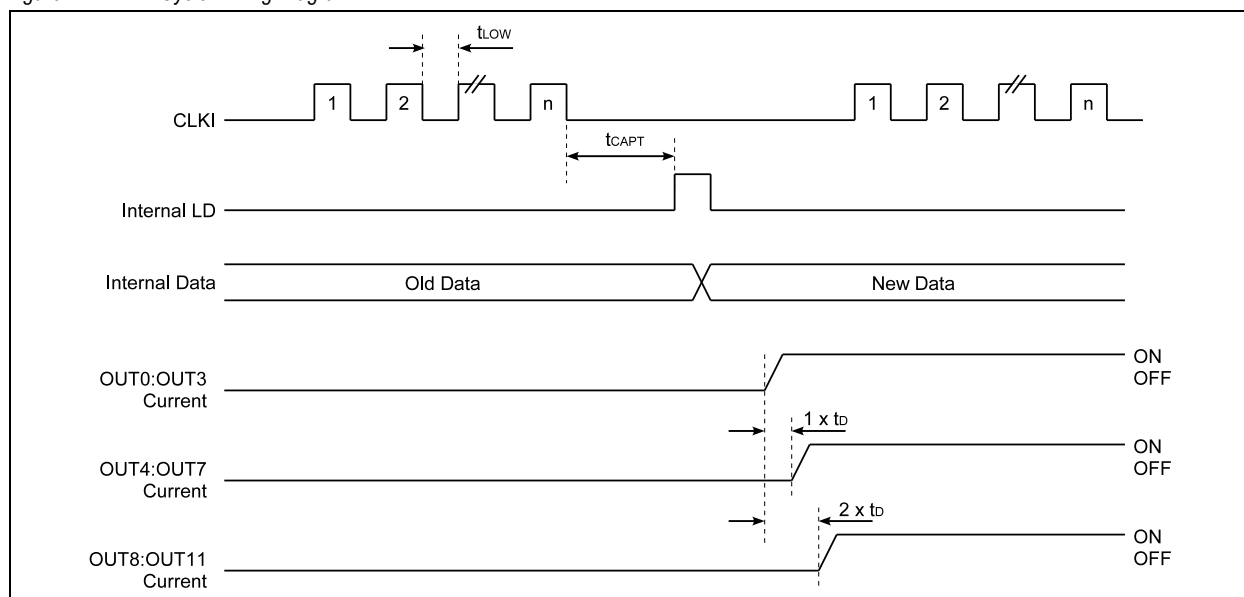 tLOW
1 2 n 1 2 n
CLKI
tCAPT
Internal LD
Internal Data Old Data New Data
ON
OUT0:OUT3 OFF
Current
1 x tD
ON
OUT4:OUT7 OFF
Current
2 x tD
ON
OUT8:OUT11 OFF
Current